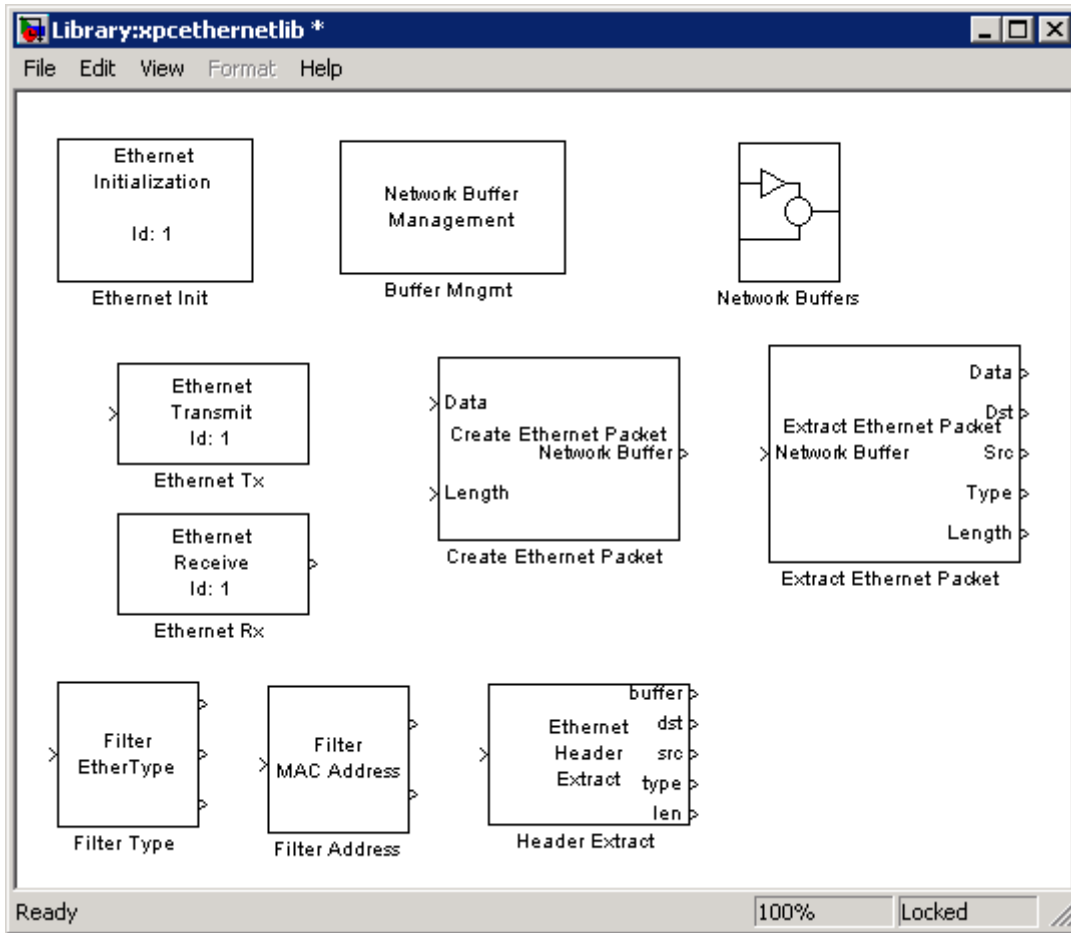 Library:xpcethernetlib *
File Edit View Format Help
Ethernet
Initialization
Id: 1
Ethernet Init
Network Buffer
Management
Buffer Mngmt
Network Buffers
Ethernet
Transmit
Id: 1
Ethernet Tx
Data
Create Ethernet Packet
Network Buffer
Length
Create Ethernet Packet
Data
Dst
Extract Ethernet Packet
Network Buffer
Src
Type
Length
Extract Ethernet Packet
Ethernet
Receive
Id: 1
Ethernet Rx
Filter
EtherType
Filter Type
Filter
MAC Address
Filter Address
buffer
Ethernet
dst
Header
src
Extract
type
len
Header Extract
Ready
100%
Locked